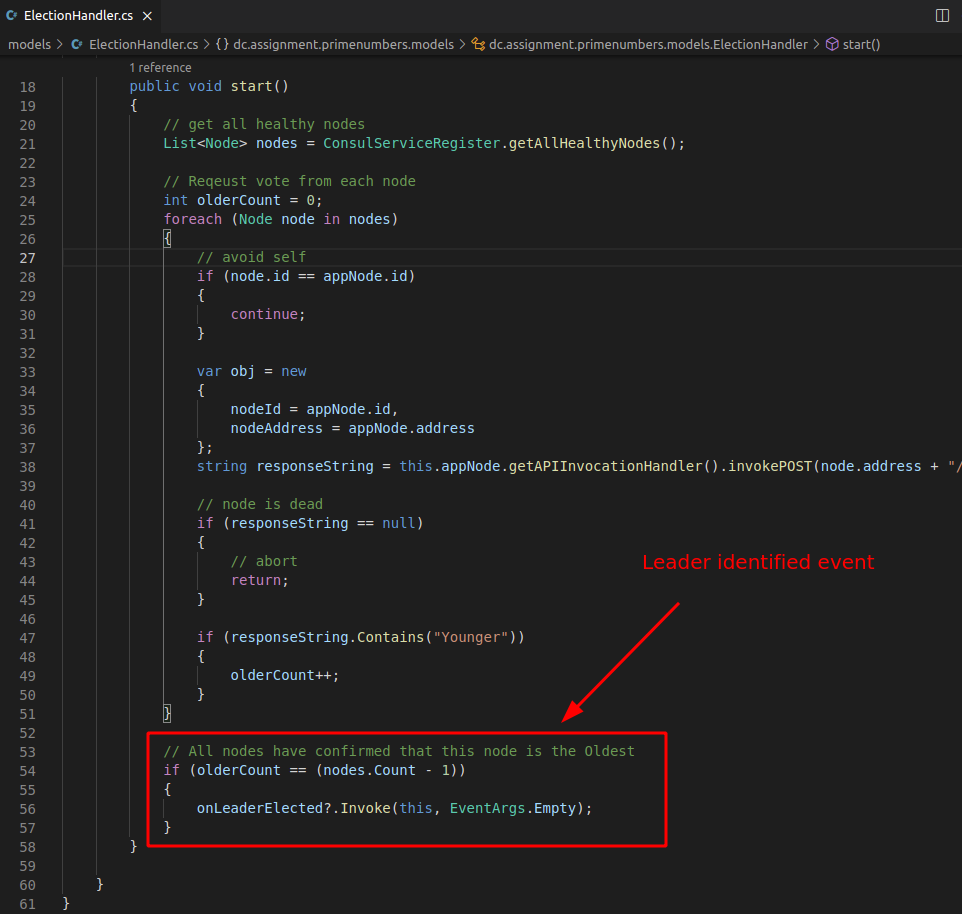 ElectionHandler.cs ×
models > ElectionHandler.cs > {} dc.assignment.primenumbers.models > dc.assignment.primenumbers.models.ElectionHandler > start()
1 reference
18 public void start()
19 {
20 // get all healthy nodes
21 List<Node> nodes = ConsulServiceRegister.getAllHealthyNodes();
22
23 // Reqeust vote from each node
24 int olderCount = 0;
25 foreach (Node node in nodes)
26 {
27 // avoid self
28 if (node.id == appNode.id)
29 {
30 continue;
31 }
32
33 var obj = new
34 {
35 nodeId = appNode.id,
36 nodeAddress = appNode.address
37 };
38 string responseString = this.appNode.getAPIInvocationHandler().invokePOST(node.address + "/
39
40 // node is dead
41 if (responseString == null)
42 {
43 // abort
Leader identified event
44 return;
45 }
46
47 if (responseString.Contains("Younger"))
48 {
49 olderCount++;
50 }
51 }
52
53 // All nodes have confirmed that this node is the Oldest
54 if (olderCount == (nodes.Count - 1))
55 {
56 onLeaderElected?.Invoke(this, EventArgs.Empty);
57 }
58 }
59
60 }
61 }